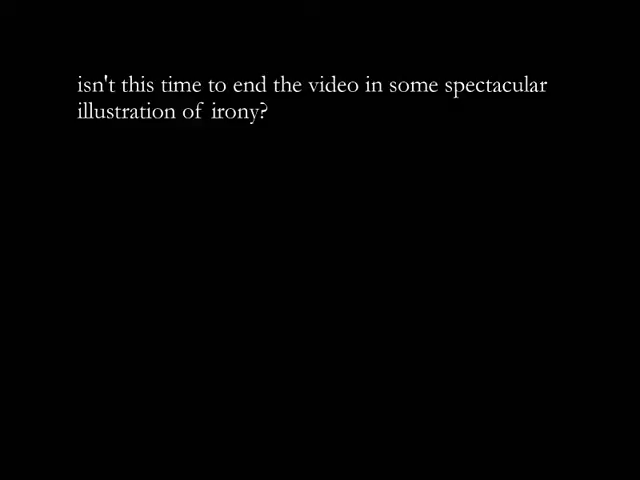 isn't this time to end the video in some spectacular
illustration of irony?